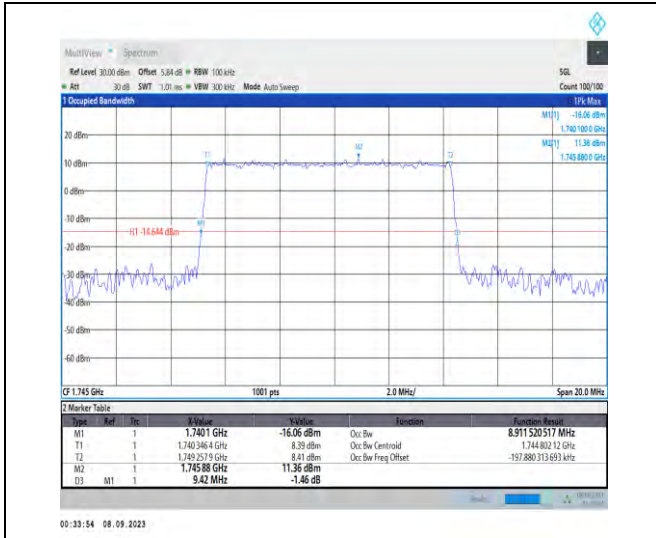 MultiView Spectrum
Ref Level 30.00 dBm Offset 5.84 dB RBW 100 kHz SGL
Att 30 dB SWT 1.01 ms VBW 300 kHz Mode Auto Sweep Count 100/100
1 Occupied Bandwidth 1Pk Max
M1[1] -16.06 dBm
1.740 100 0 GHz
M2[1] 11.36 dBm
1.745 880 0 GHz
20 dBm
T1 M2 T2
10 dBm
0 dBm
-10 dBm
M1
H1 -14.644 dBm
D3
-20 dBm
-30 dBm
-40 dBm
-50 dBm
-60 dBm
CF 1.745 GHz 1001 pts 2.0 MHz/ Span 20.0 MHz
2 Marker Table
Type Ref Trc X-Value Y-Value Function Function Result
M1 1 1.7401 GHz -16.06 dBm Occ Bw 8.911 520 517 MHz
T1 1 1.740 346 4 GHz 8.39 dBm Occ Bw Centroid 1.744 802 12 GHz
T2 1 1.749 257 9 GHz 8.41 dBm Occ Bw Freq Offset -197.880 313 693 kHz
M2 1 1.745 88 GHz 11.36 dBm
D3 M1 1 9.42 MHz -1.46 dB
00:33:54 08.09.2023